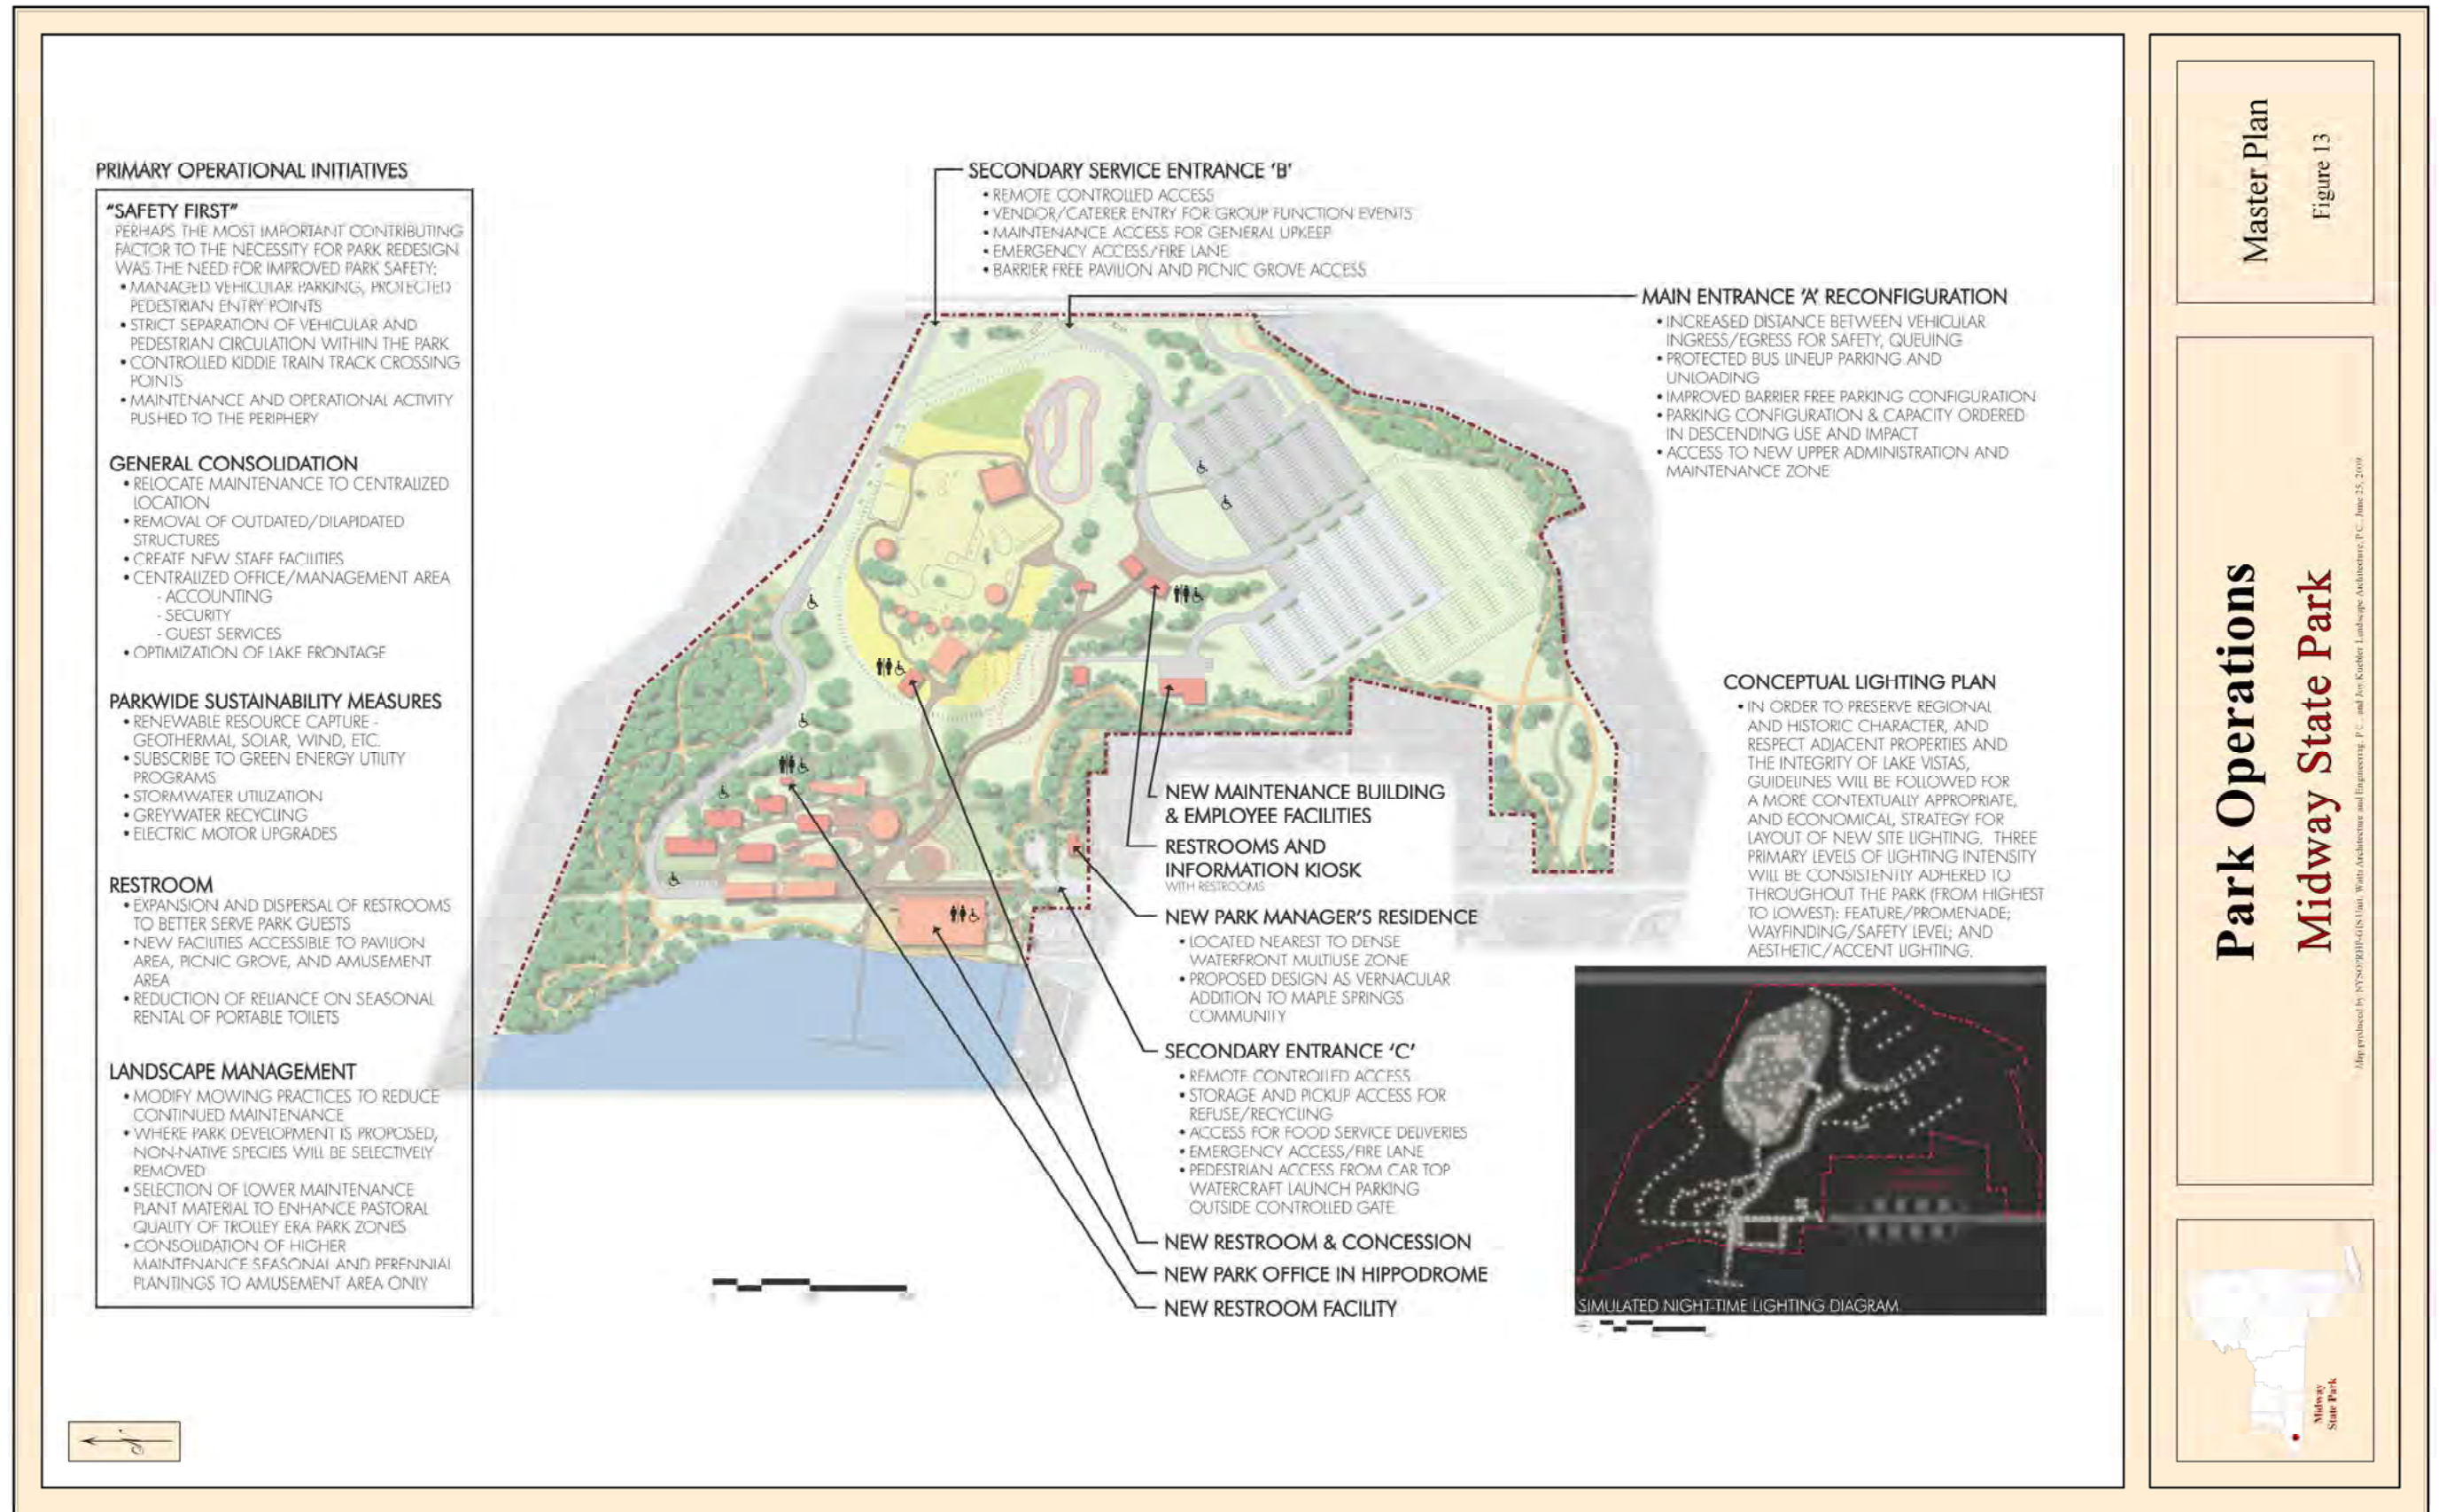 PRIMARY OPERATIONAL INITIATIVES
"SAFETY FIRST"
PERHAPS THE MOST IMPORTANT CONTRIBUTING
FACTOR TO THE NECESSITY FOR PARK REDESIGN
WAS THE NEED FOR IMPROVED PARK SAFETY:
• MANAGED VEHICULAR PARKING, PROTECTED
PEDESTRIAN ENTRY POINTS
• STRICT SEPARATION OF VEHICULAR AND
PEDESTRIAN CIRCULATION WITHIN THE PARK
• CONTROLLED KIDDIE TRAIN TRACK CROSSING
POINTS
• MAINTENANCE AND OPERATIONAL ACTIVITY
PUSHED TO THE PERIPHERY
GENERAL CONSOLIDATION
• RELOCATE MAINTENANCE TO CENTRALIZED
LOCATION
• REMOVAL OF OUTDATED/DILAPIDATED
STRUCTURES
• CREATE NEW STAFF FACILITIES
• CENTRALIZED OFFICE/MANAGEMENT AREA
- ACCOUNTING
- SECURITY
- GUEST SERVICES
• OPTIMIZATION OF LAKE FRONTAGE
PARKWIDE SUSTAINABILITY MEASURES
• RENEWABLE RESOURCE CAPTURE -
GEOTHERMAL, SOLAR, WIND, ETC.
• SUBSCRIBE TO GREEN ENERGY UTILITY
PROGRAMS
• STORMWATER UTILIZATION
• GREYWATER RECYCLING
• ELECTRIC MOTOR UPGRADES
RESTROOM
• EXPANSION AND DISPERSAL OF RESTROOMS
TO BETTER SERVE PARK GUESTS
• NEW FACILITIES ACCESSIBLE TO PAVILION
AREA, PICNIC GROVE, AND AMUSEMENT
AREA
• REDUCTION OF RELIANCE ON SEASONAL
RENTAL OF PORTABLE TOILETS
LANDSCAPE MANAGEMENT
• MODIFY MOWING PRACTICES TO REDUCE
CONTINUED MAINTENANCE
• WHERE PARK DEVELOPMENT IS PROPOSED,
NON-NATIVE SPECIES WILL BE SELECTIVELY
REMOVED
• SELECTION OF LOWER MAINTENANCE
PLANT MATERIAL TO ENHANCE PASTORAL
QUALITY OF TROLLEY ERA PARK ZONES
• CONSOLIDATION OF HIGHER
MAINTENANCE SEASONAL AND PERENNIAL
PLANTINGS TO AMUSEMENT AREA ONLY
SECONDARY SERVICE ENTRANCE 'B'
• REMOTE CONTROLLED ACCESS
• VENDOR/CATERER ENTRY FOR GROUP FUNCTION EVENTS
• MAINTENANCE ACCESS FOR GENERAL UPKEEP
• EMERGENCY ACCESS/FIRE LANE
• BARRIER FREE PAVILION AND PICNIC GROVE ACCESS
MAIN ENTRANCE 'A' RECONFIGURATION
• INCREASED DISTANCE BETWEEN VEHICULAR
INGRESS/EGRESS FOR SAFETY, QUEUING
• PROTECTED BUS LINEUP PARKING AND
UNLOADING
• IMPROVED BARRIER FREE PARKING CONFIGURATION
• PARKING CONFIGURATION & CAPACITY ORDERED
IN DESCENDING USE AND IMPACT
• ACCESS TO NEW UPPER ADMINISTRATION AND
MAINTENANCE ZONE
NEW MAINTENANCE BUILDING
& EMPLOYEE FACILITIES
RESTROOMS AND
INFORMATION KIOSK
WITH RESTROOMS
NEW PARK MANAGER'S RESIDENCE
• LOCATED NEAREST TO DENSE
WATERFRONT MULTIUSE ZONE
• PROPOSED DESIGN AS VERNACULAR
ADDITION TO MAPLE SPRINGS
COMMUNITY
SECONDARY ENTRANCE 'C'
• REMOTE CONTROLLED ACCESS
• STORAGE AND PICKUP ACCESS FOR
REFUSE/RECYCLING
• ACCESS FOR FOOD SERVICE DELIVERIES
• EMERGENCY ACCESS/FIRE LANE
• PEDESTRIAN ACCESS FROM CAR TOP
WATERCRAFT LAUNCH PARKING
OUTSIDE CONTROLLED GATE
NEW RESTROOM & CONCESSION
NEW PARK OFFICE IN HIPPODROME
NEW RESTROOM FACILITY
CONCEPTUAL LIGHTING PLAN
• IN ORDER TO PRESERVE REGIONAL
AND HISTORIC CHARACTER, AND
RESPECT ADJACENT PROPERTIES AND
THE INTEGRITY OF LAKE VISTAS,
GUIDELINES WILL BE FOLLOWED FOR
A MORE CONTEXTUALLY APPROPRIATE,
AND ECONOMICAL, STRATEGY FOR
LAYOUT OF NEW SITE LIGHTING. THREE
PRIMARY LEVELS OF LIGHTING INTENSITY
WILL BE CONSISTENTLY ADHERED TO
THROUGHOUT THE PARK (FROM HIGHEST
TO LOWEST): FEATURE/PROMENADE;
WAYFINDING/SAFETY LEVEL; AND
AESTHETIC/ACCENT LIGHTING.
SIMULATED NIGHT-TIME LIGHTING DIAGRAM
Master Plan
Figure 13
Park Operations
Midway State Park
Map produced by NYSOPRHP-GIS Unit, Watts Architecture and Engineering, P.C., and Joy Kuebler Landscape Architecture, P.C., June 25, 2009
Midway
State Park
N